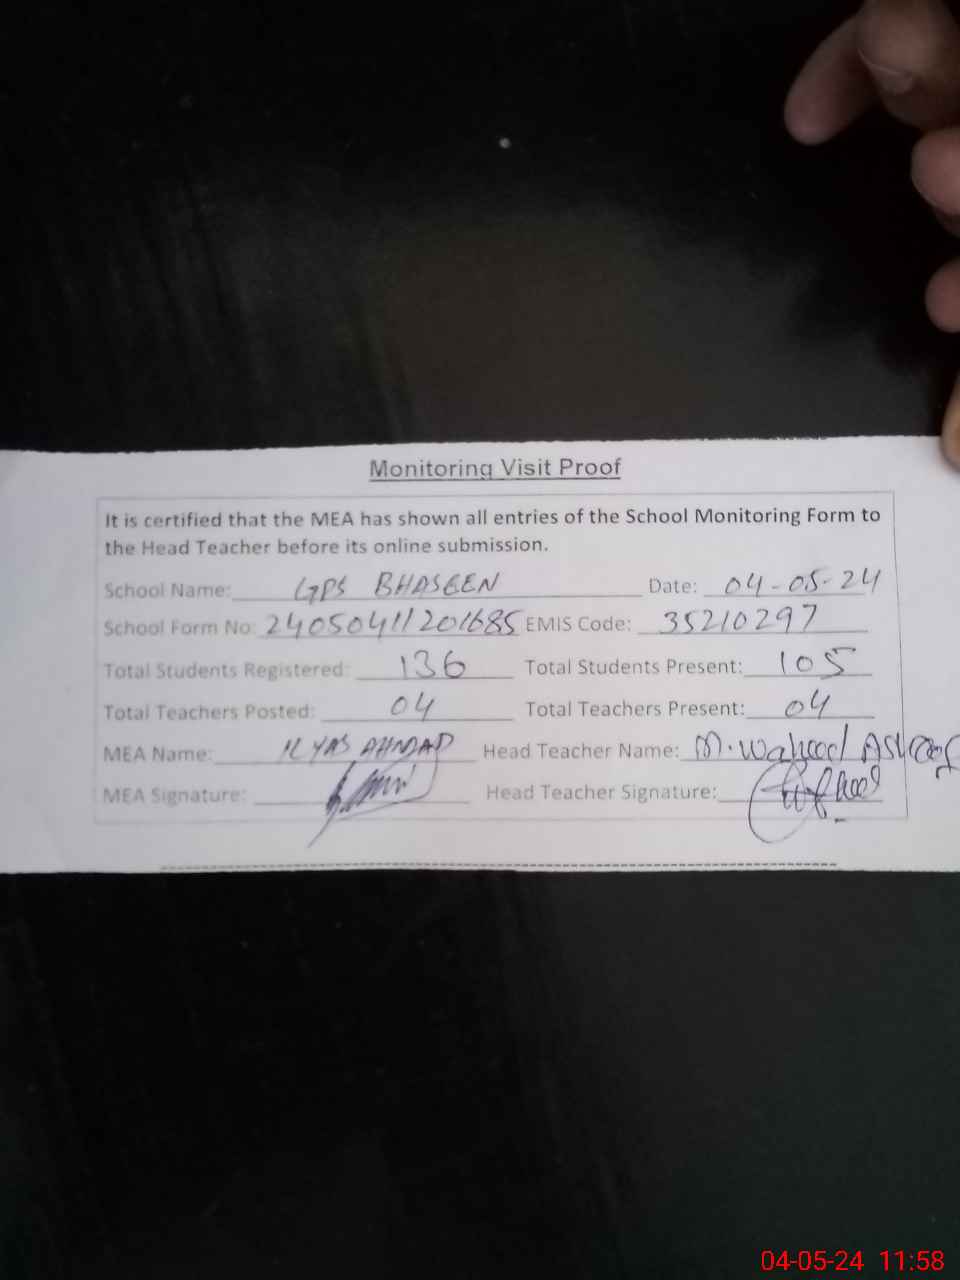 Monitoring Visit Proof
It is certified that the MEA has shown all entries of the School Monitoring Form to
the Head Teacher before its online submission.
School Name: GPS BHASEEN Date: 04-05-24
School Form No: 24050411201685 EMIS Code: 35210297
Total Students Registered: 136 Total Students Present: 105
Total Teachers Posted: 04 Total Teachers Present: 04
MEA Name: ILYAS AHMAD Head Teacher Name: M. Waheed Ashraf
MEA Signature: Head Teacher Signature:
04-05-24 11:58